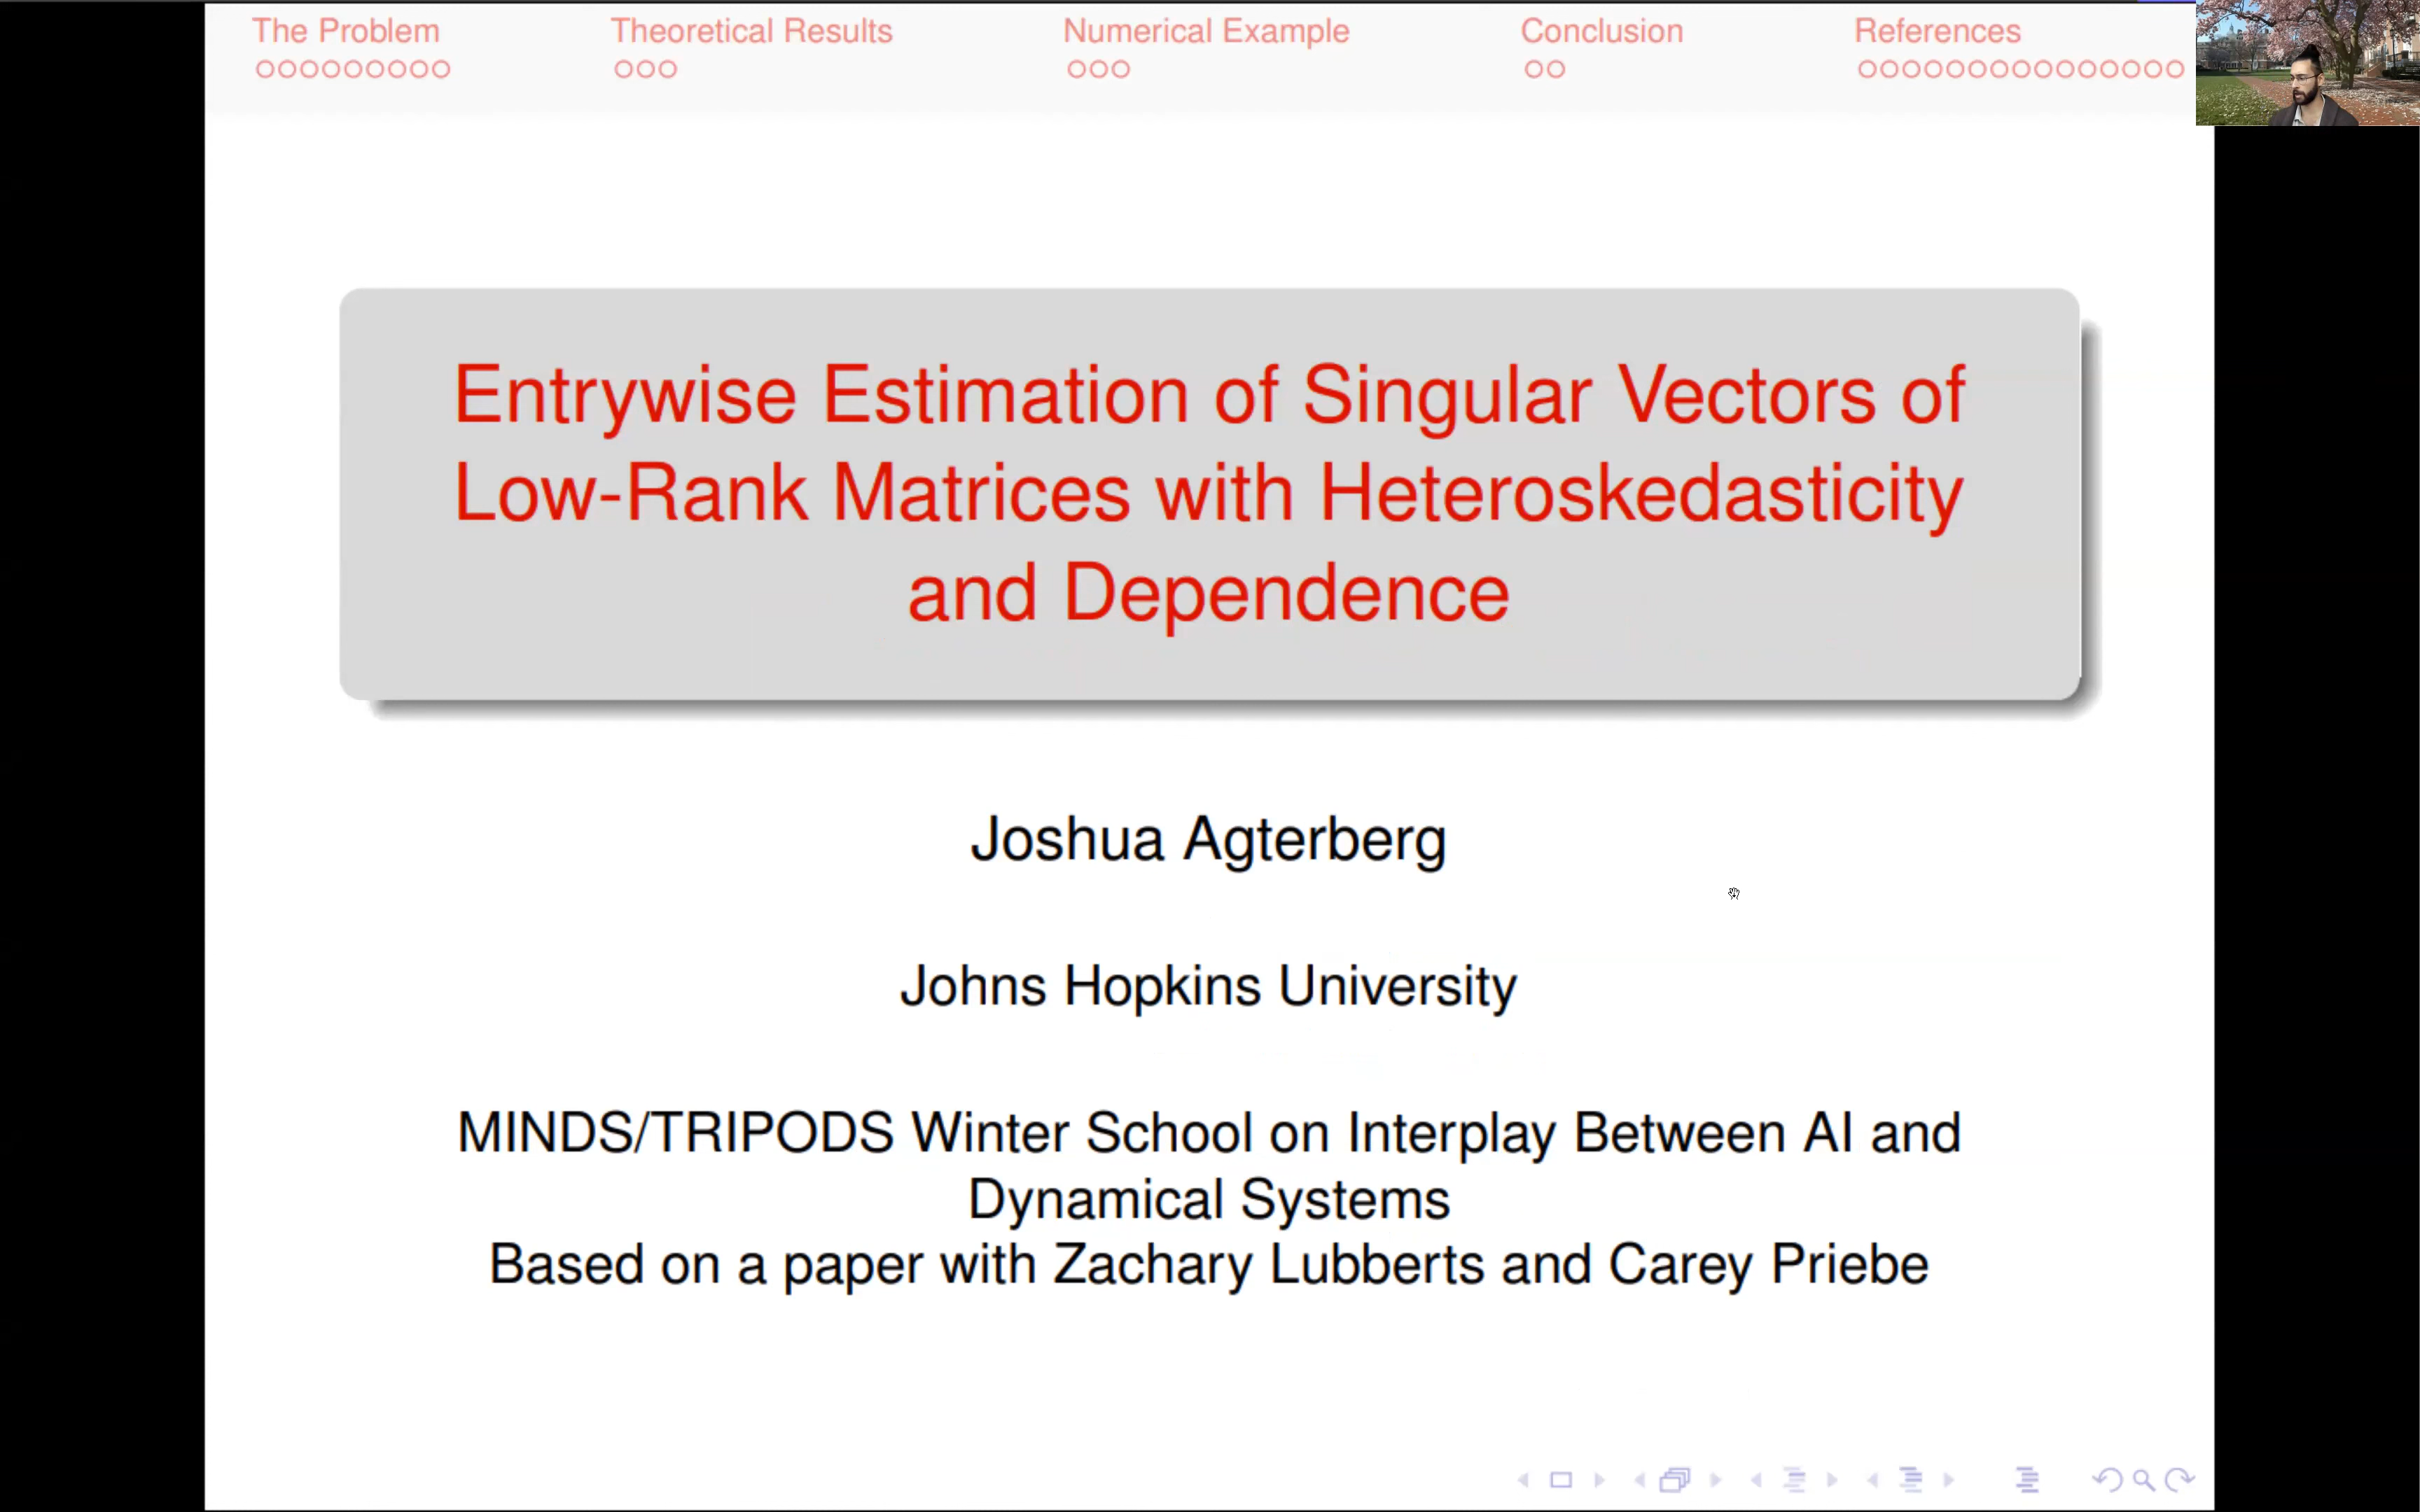 The Problem
Theoretical Results
Numerical Example
Conclusion
References
Entrywise Estimation of Singular Vectors of
Low-Rank Matrices with Heteroskedasticity
and Dependence
Joshua Agterberg
Johns Hopkins University
MINDS/TRIPODS Winter School on Interplay Between AI and
Dynamical Systems
Based on a paper with Zachary Lubberts and Carey Priebe